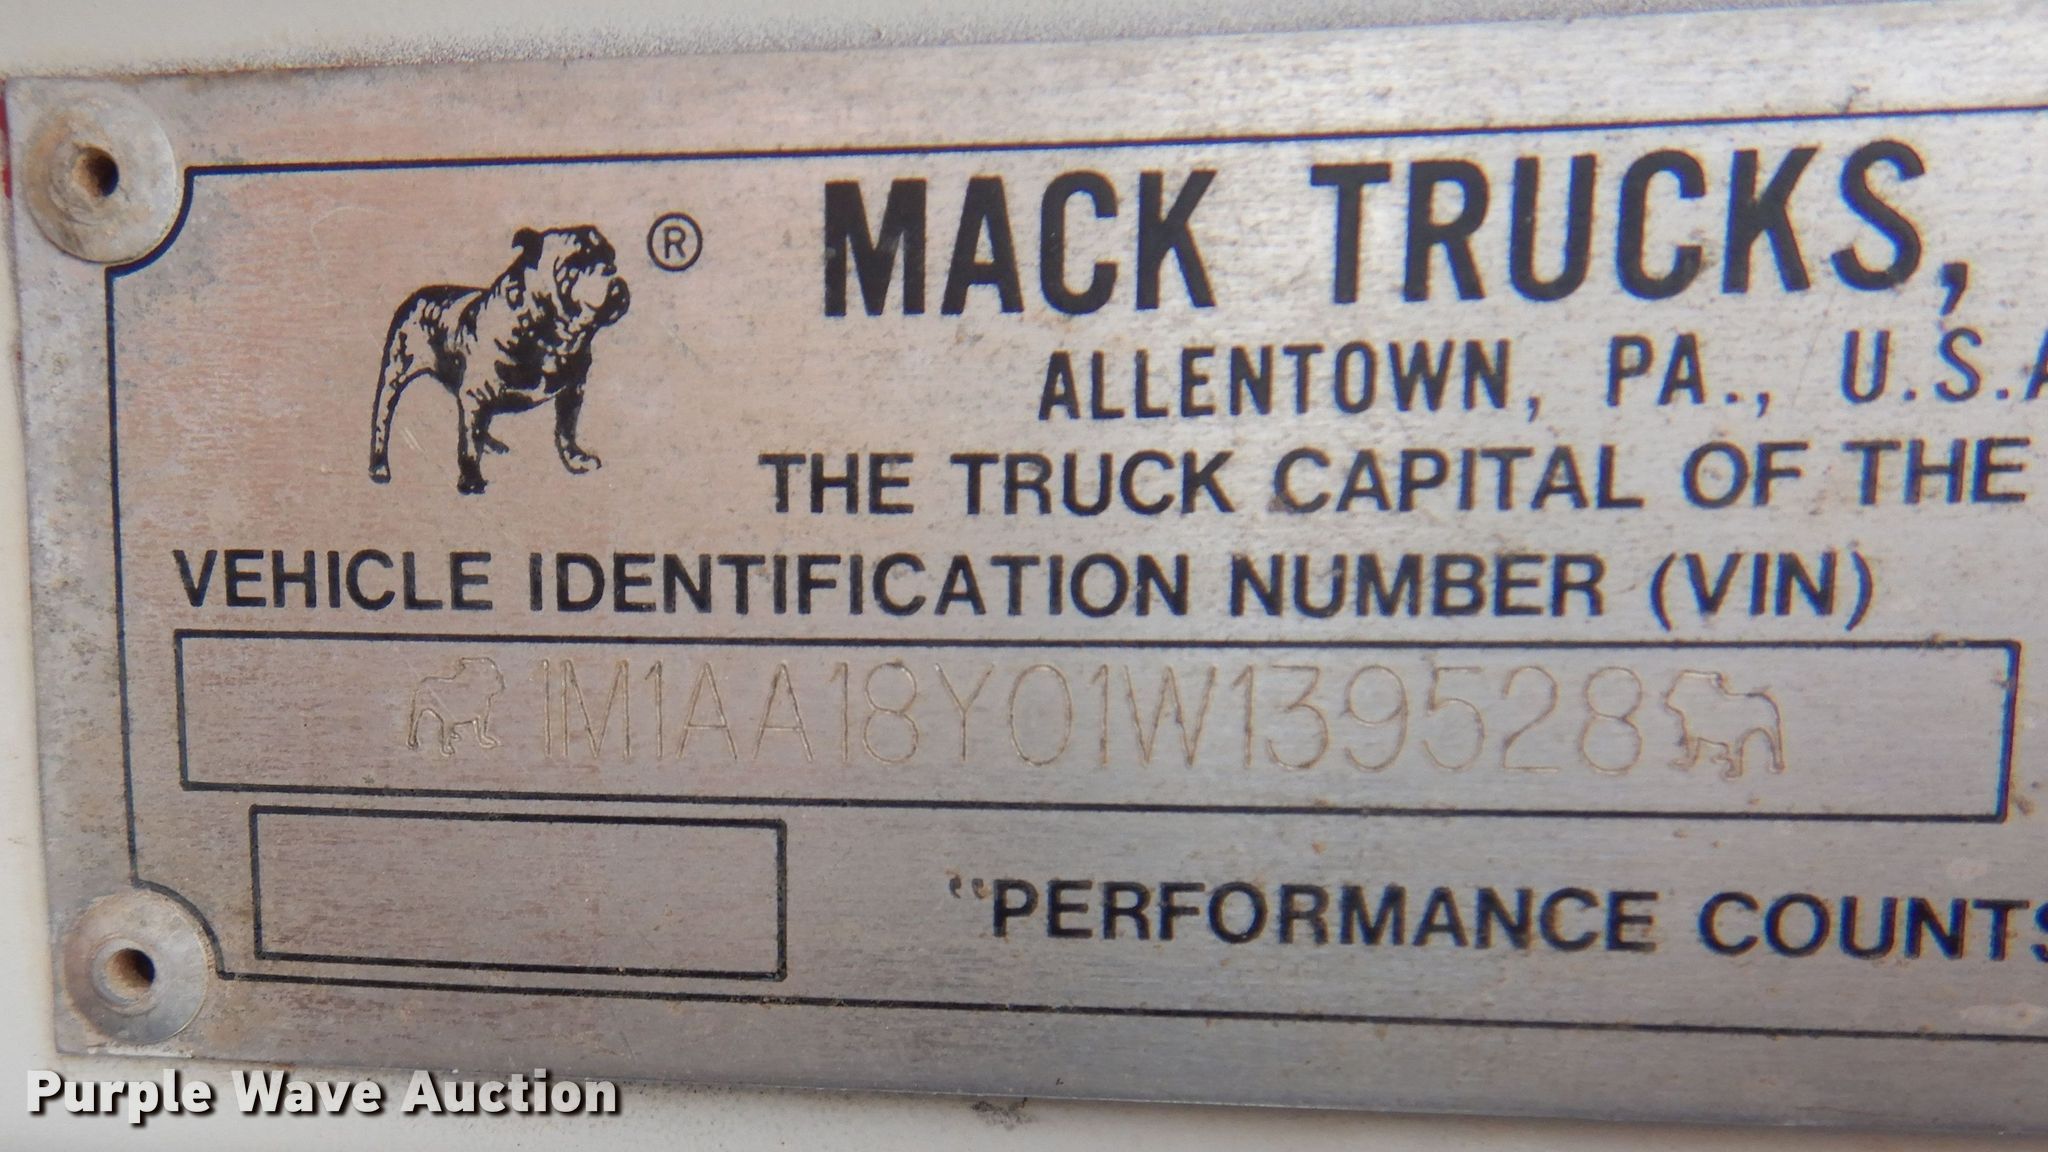 ® MACK TRUCKS,
ALLENTOWN, PA., U.S.A
THE TRUCK CAPITAL OF THE
VEHICLE IDENTIFICATION NUMBER (VIN)
1M1AA18Y01W139528
"PERFORMANCE COUNTS
Purple Wave Auction